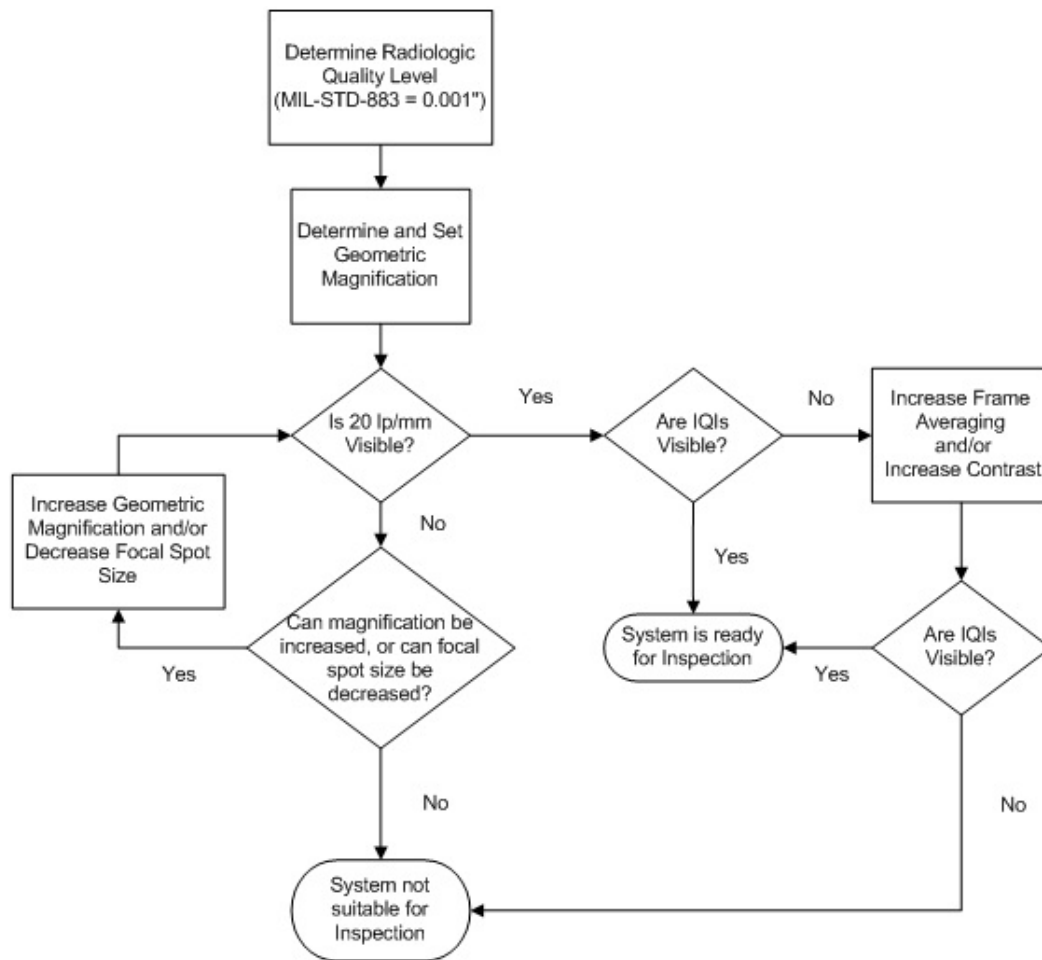 Determine Radiologic
Quality Level
(MIL-STD-883 = 0.001")
Determine and Set
Geometric
Magnification
Is 20 lp/mm
Visible?
Yes
Are IQIs
Visible?
No
Increase Frame
Averaging
and/or
Increase Contrast
Increase Geometric
Magnification and/or
Decrease Focal Spot
Size
No
Yes
Can magnification be
increased, or can focal
spot size be
decreased?
Yes
System is ready
for Inspection
Yes
Are IQIs
Visible?
No
No
System not
suitable for
Inspection